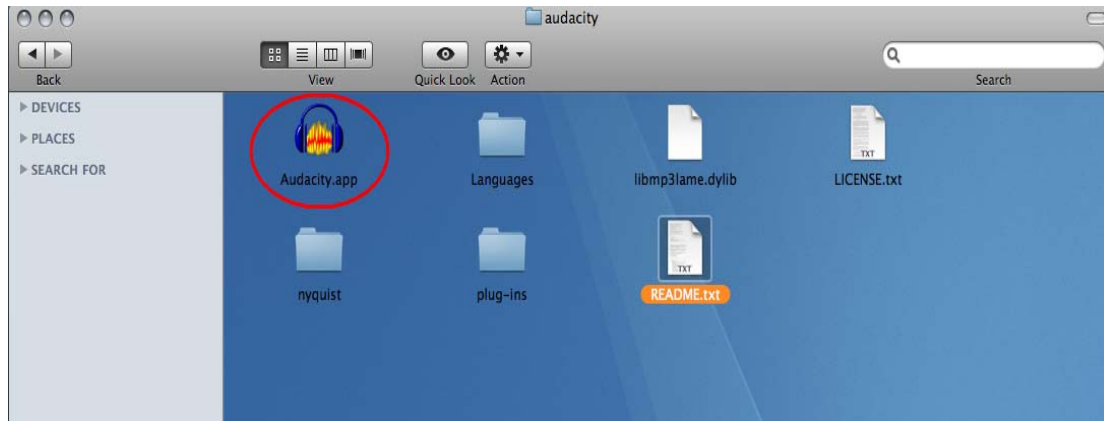 audacity
Back
View
Quick Look
Action
Search
DEVICES
PLACES
SEARCH FOR
Audacity.app
Languages
libmp3lame.dylib
TXT
LICENSE.txt
nyquist
plug-ins
TXT
README.txt